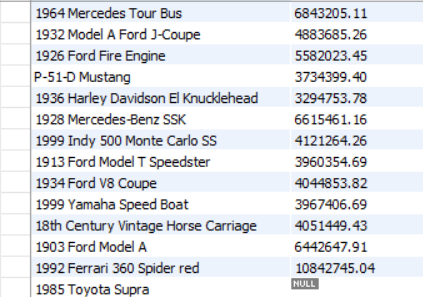 1964 Mercedes Tour Bus 6843205.11
1932 Model A Ford J-Coupe 4883685.26
1926 Ford Fire Engine 5582023.45
P-51-D Mustang 3734399.40
1936 Harley Davidson El Knucklehead 3294753.78
1928 Mercedes-Benz SSK 6615461.16
1999 Indy 500 Monte Carlo SS 4121264.26
1913 Ford Model T Speedster 3960354.69
1934 Ford V8 Coupe 4044853.82
1999 Yamaha Speed Boat 3967406.69
18th Century Vintage Horse Carriage 4051449.43
1903 Ford Model A 6442647.91
1992 Ferrari 360 Spider red 10842745.04
1985 Toyota Supra NULL